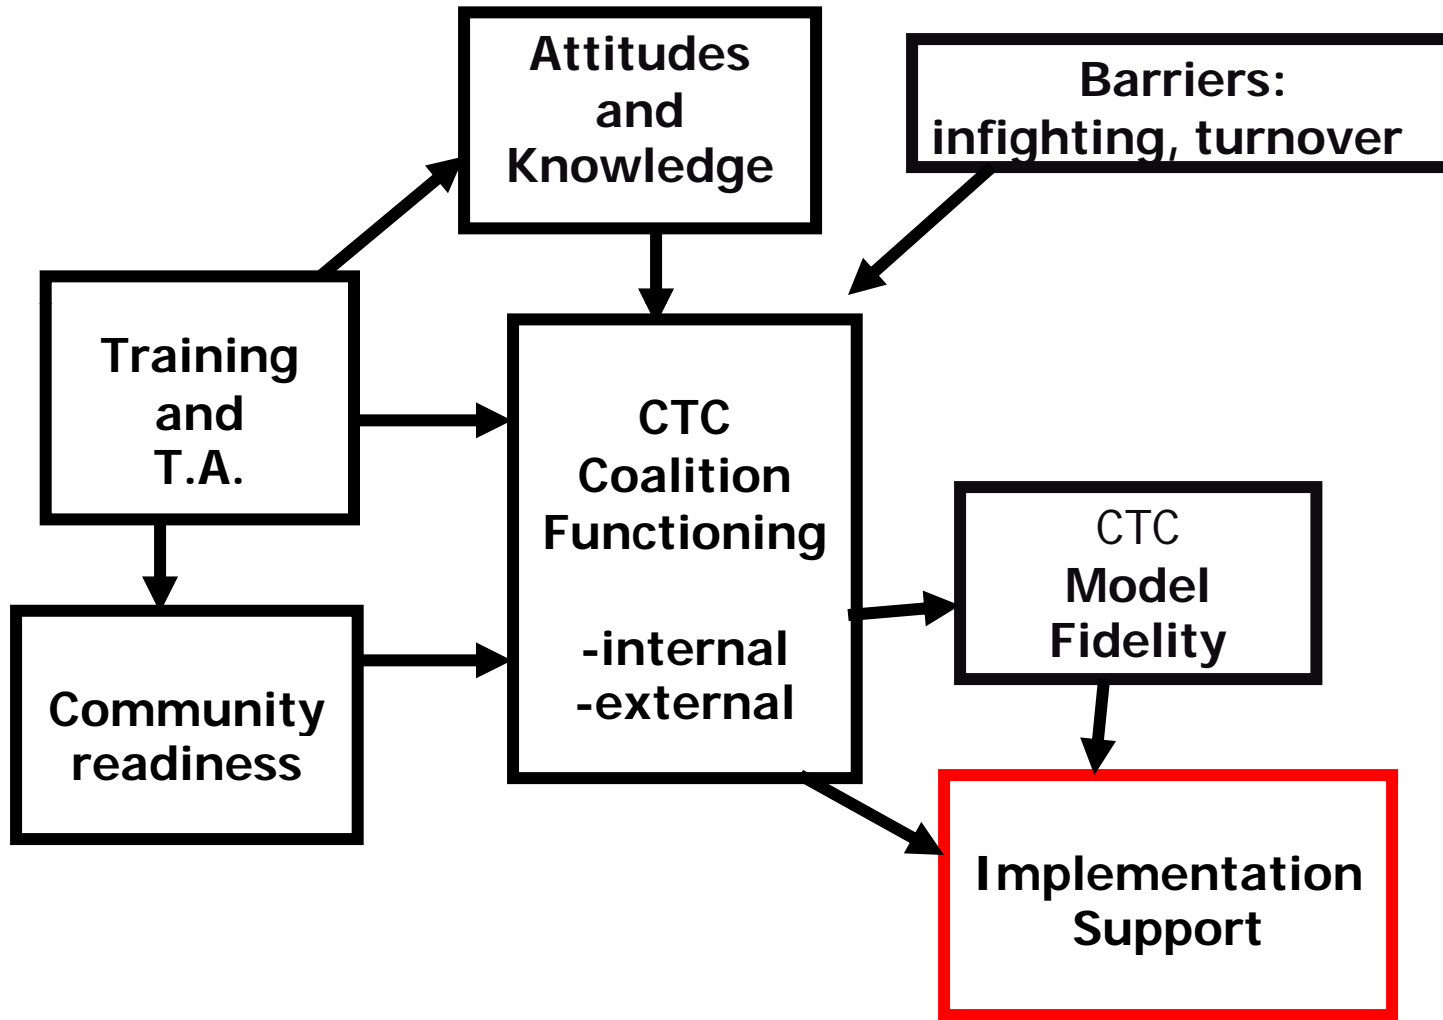 Attitudes
and
Knowledge
Barriers:
infighting, turnover
Training
and
T.A.
CTC
Coalition
Functioning
-internal
-external
CTC
Model
Fidelity
Community
readiness
Implementation
Support